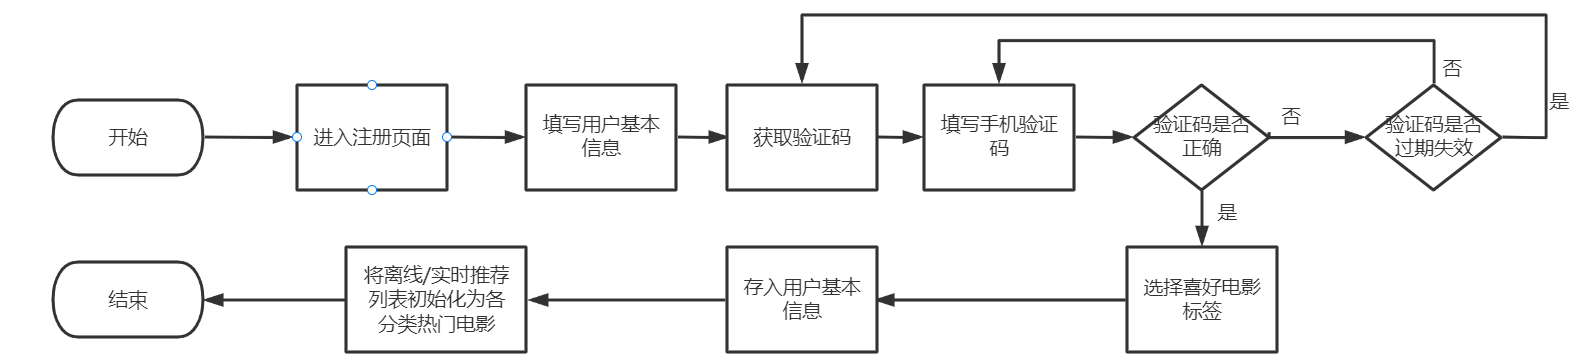 否
是
开始
进入注册页面
填写用户基本
信息
获取验证码
填写手机验证
码
验证码是否
正确
否
验证码是否
过期失效
是
结束
将离线/实时推荐
列表初始化为各
分类热门电影
存入用户基本
信息
选择喜好电影
标签